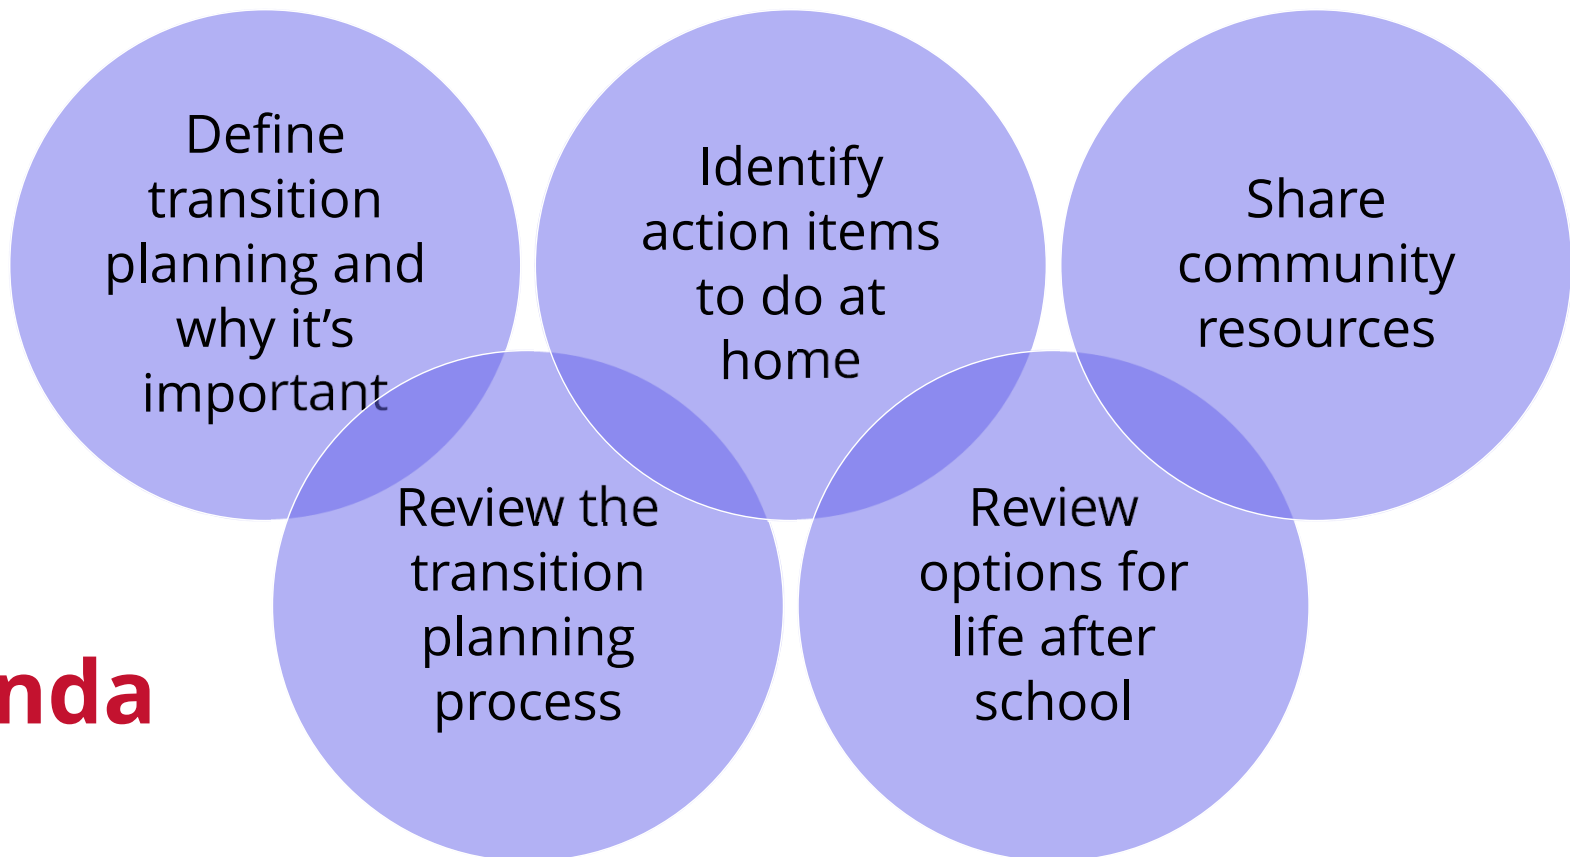 Define
transition
planning and
why it’s
important
Review the
transition
planning
process
Identify
action items
to do at
home
Review
options for
life after
school
Share
community
resources
nda